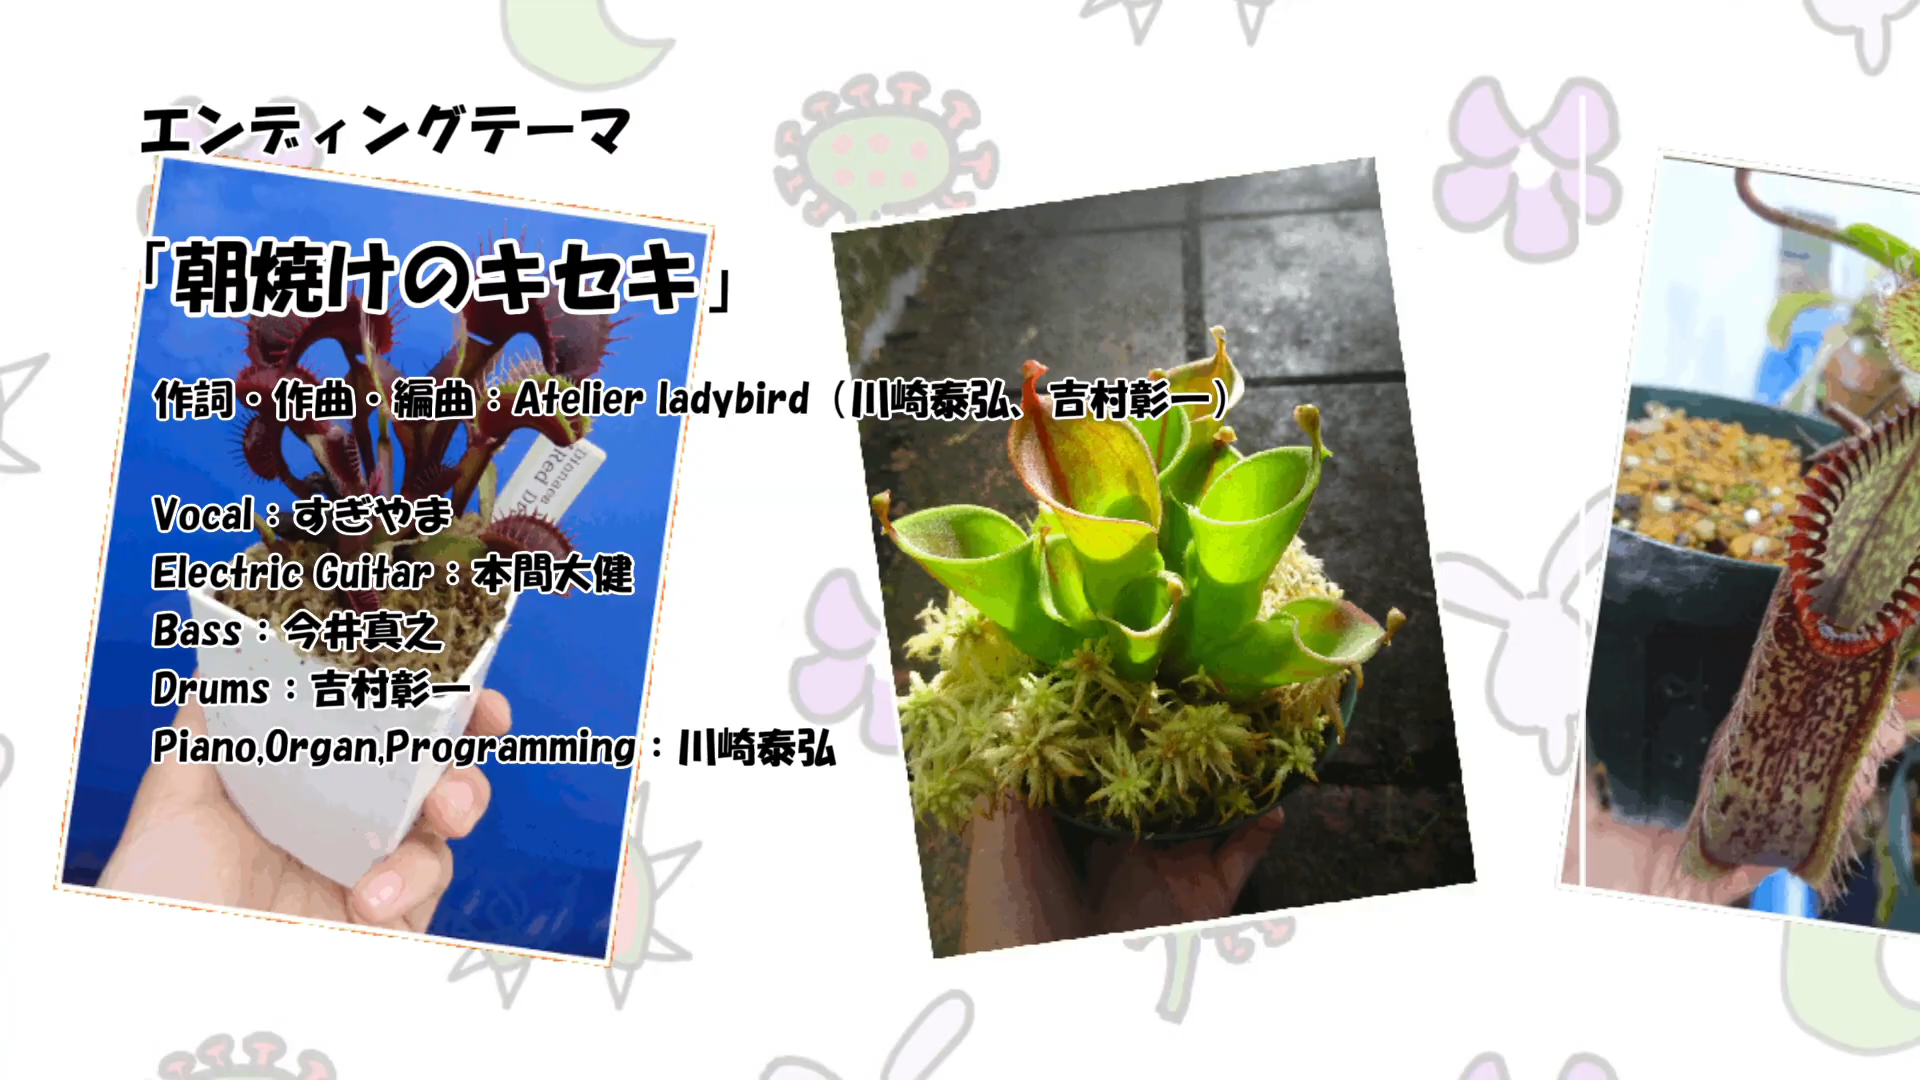 エンディングテーマ
「朝焼けのキセキ」
作詞・作曲・編曲：Atelier ladybird（川崎泰弘、吉村彰一）
Vocal：すぎやま
Electric Guitar：本間大健
Bass：今井真之
Drums：吉村彰一
Piano,Organ,Programming：川崎泰弘
Dionaea
Red